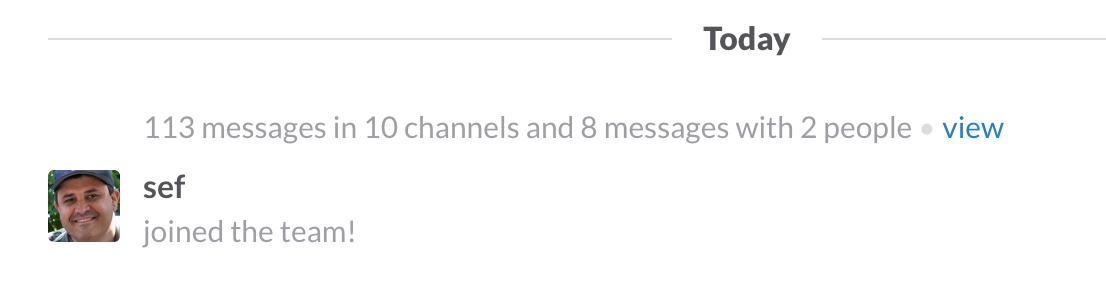 Today
113 messages in 10 channels and 8 messages with 2 people • view
sef
joined the team!